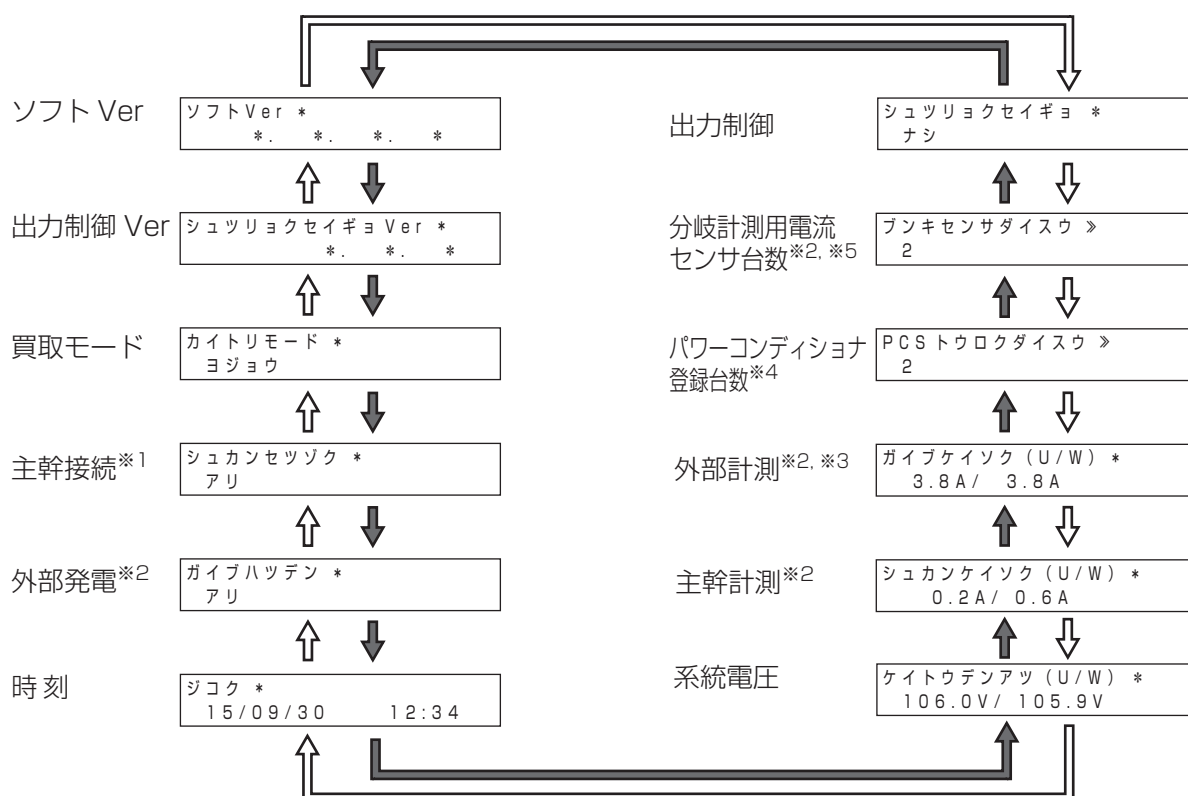 ソフト Ver
ソフトVer *
*. *. *. *
出力制御 Ver
シュツリョクセイギョVer *
*. *. *
買取モード
カイトリモード *
ヨジョウ
主幹接続※1
シュカンセツゾク *
アリ
外部発電※2
ガイブハツデン *
アリ
時刻
ジコク *
15/09/30 12:34
出力制御
シュツリョクセイギョ *
ナシ
分岐計測用電流
センサ台数※2, ※5
ブンキセンサダイスウ 》
2
パワーコンディショナ
登録台数※4
PCSトウロクダイスウ 》
2
外部計測※2, ※3
ガイブケイソク(U/W) *
3.8A/ 3.8A
主幹計測※2
シュカンケイソク(U/W) *
0.2A/ 0.6A
系統電圧
ケイトウデンアツ(U/W) *
106.0V/ 105.9V